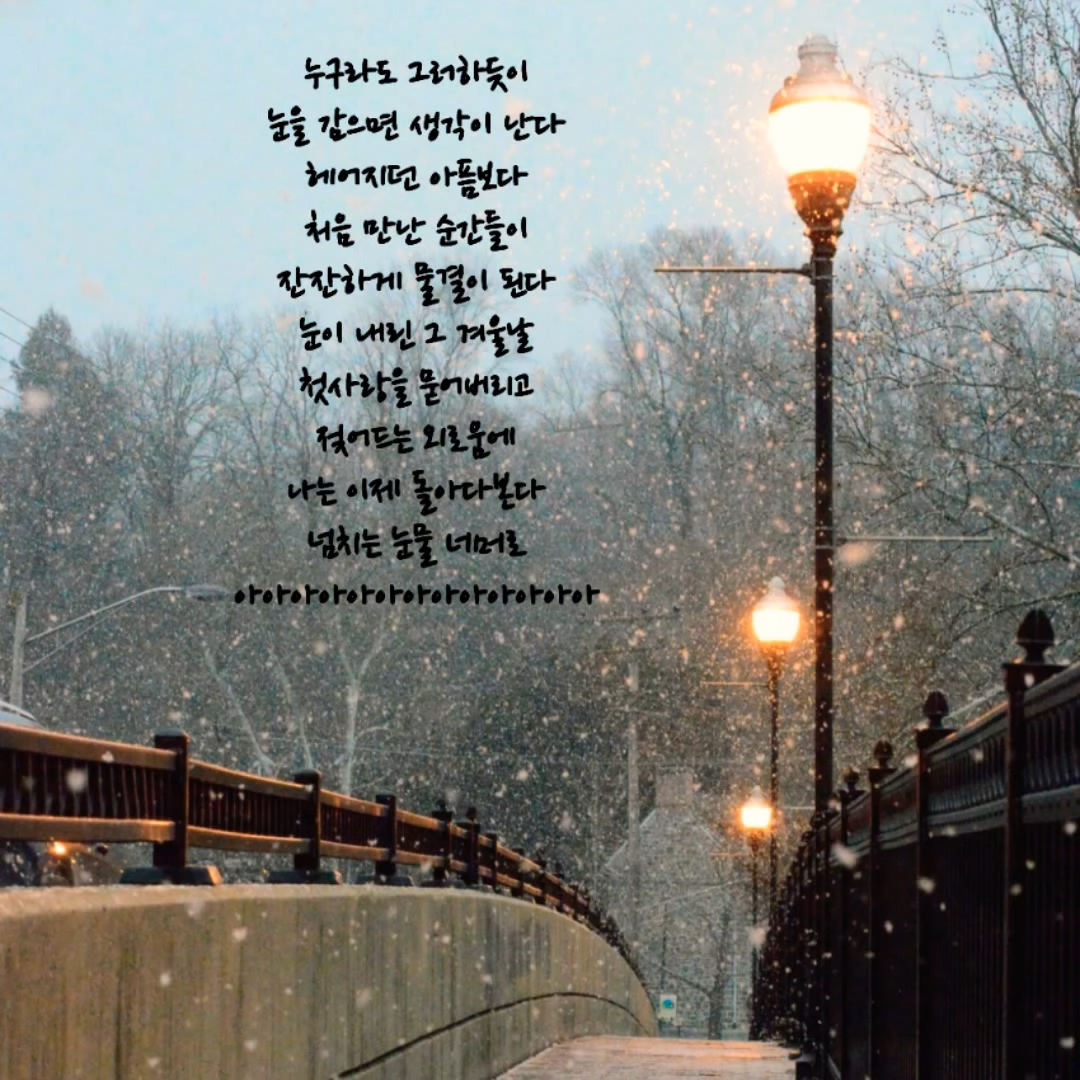 누구라도 그러하듯이
눈을 감으면 생각이 난다
헤어지던 아픔보다
처음 만난 순간들이
잔잔하게 물결이 된다
눈이 내린 그 겨울날
첫사랑을 묻어버리고
젖어드는 외로움에
나는 이제 돌아다본다
넘치는 눈물 너머로
아아아아아아아아아아아아아